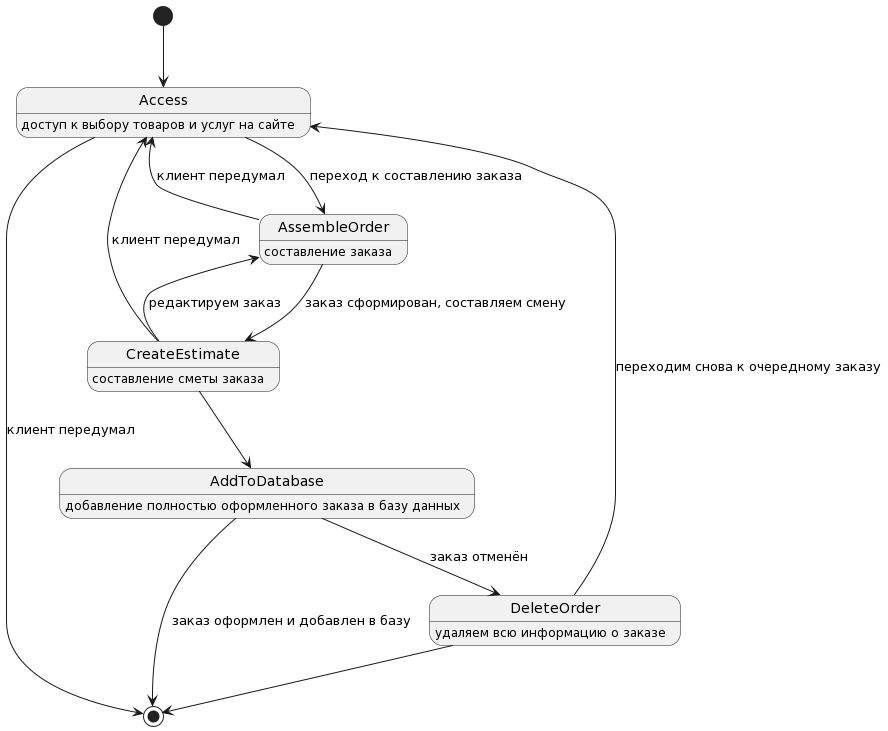 Access
доступ к выбору товаров и услуг на сайте
клиент передумал
переход к составлению заказа
AssembleOrder
составление заказа
клиент передумал
редактируем заказ
заказ сформирован, составляем смену
CreateEstimate
составление сметы заказа
переходим снова к очередному заказу
клиент передумал
AddToDatabase
добавление полностью оформленного заказа в базу данных
заказ отменён
DeleteOrder
удаляем всю информацию о заказе
заказ оформлен и добавлен в базу